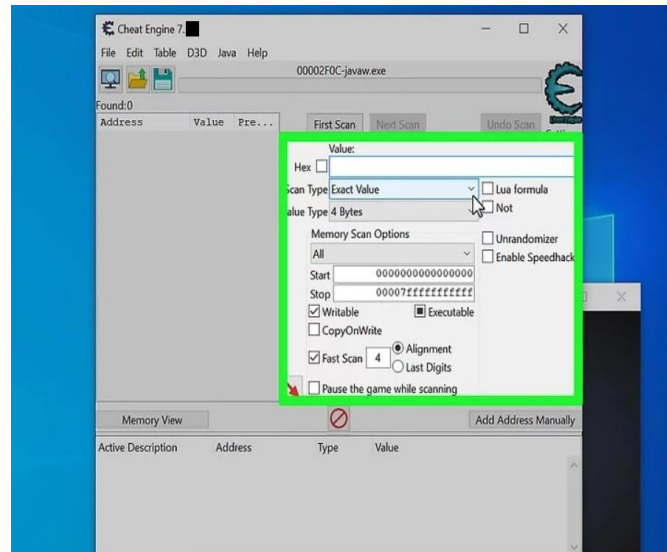 Cheat Engine 7.
File Edit Table D3D Java Help
00002F0C-javaw.exe
Found:0
Address Value Pre...
First Scan Next Scan Undo Scan
Value:
Hex
Scan Type Exact Value
Lua formula
Value Type 4 Bytes
Not
Memory Scan Options
All
Unrandomizer
Enable Speedhack
Start 0000000000000000
Stop 00007fffffffffff
Writable Executable
CopyOnWrite
Fast Scan 4 Alignment
Last Digits
Pause the game while scanning
Memory View Add Address Manually
Active Description Address Type Value